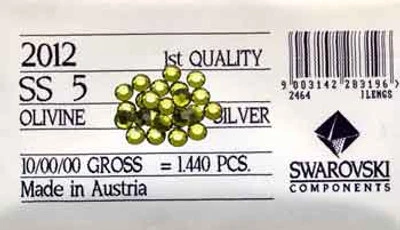 2012 1st QUALITY
SS 5
OLIVINE SILVER
10/00/00 GROSS = 1.440 PCS.
Made in Austria
9 003142 283196 >
2464 JLENGS
SWAROVSKI
COMPONENTS